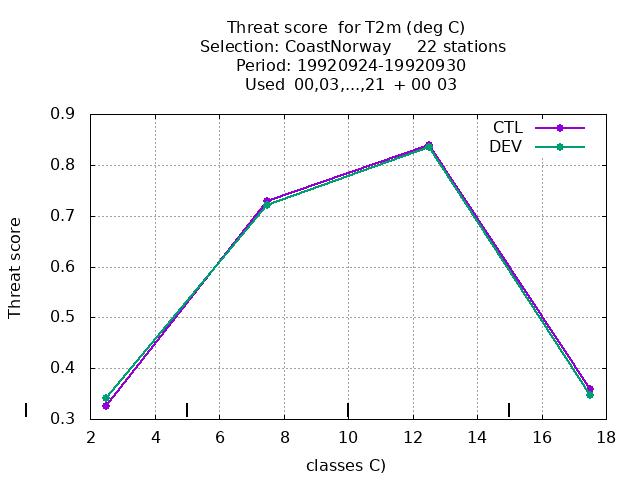 Threat score  for T2m (deg C)
Selection: CoastNorway     22 stations
Period: 19920924-19920930
Used  00,03,...,21  + 00 03
0.9
0.8
0.7
0.6
0.5
0.4
0.3
Threat score
CTL
DEV
2 4 6 8 10 12 14 16 18
classes C)